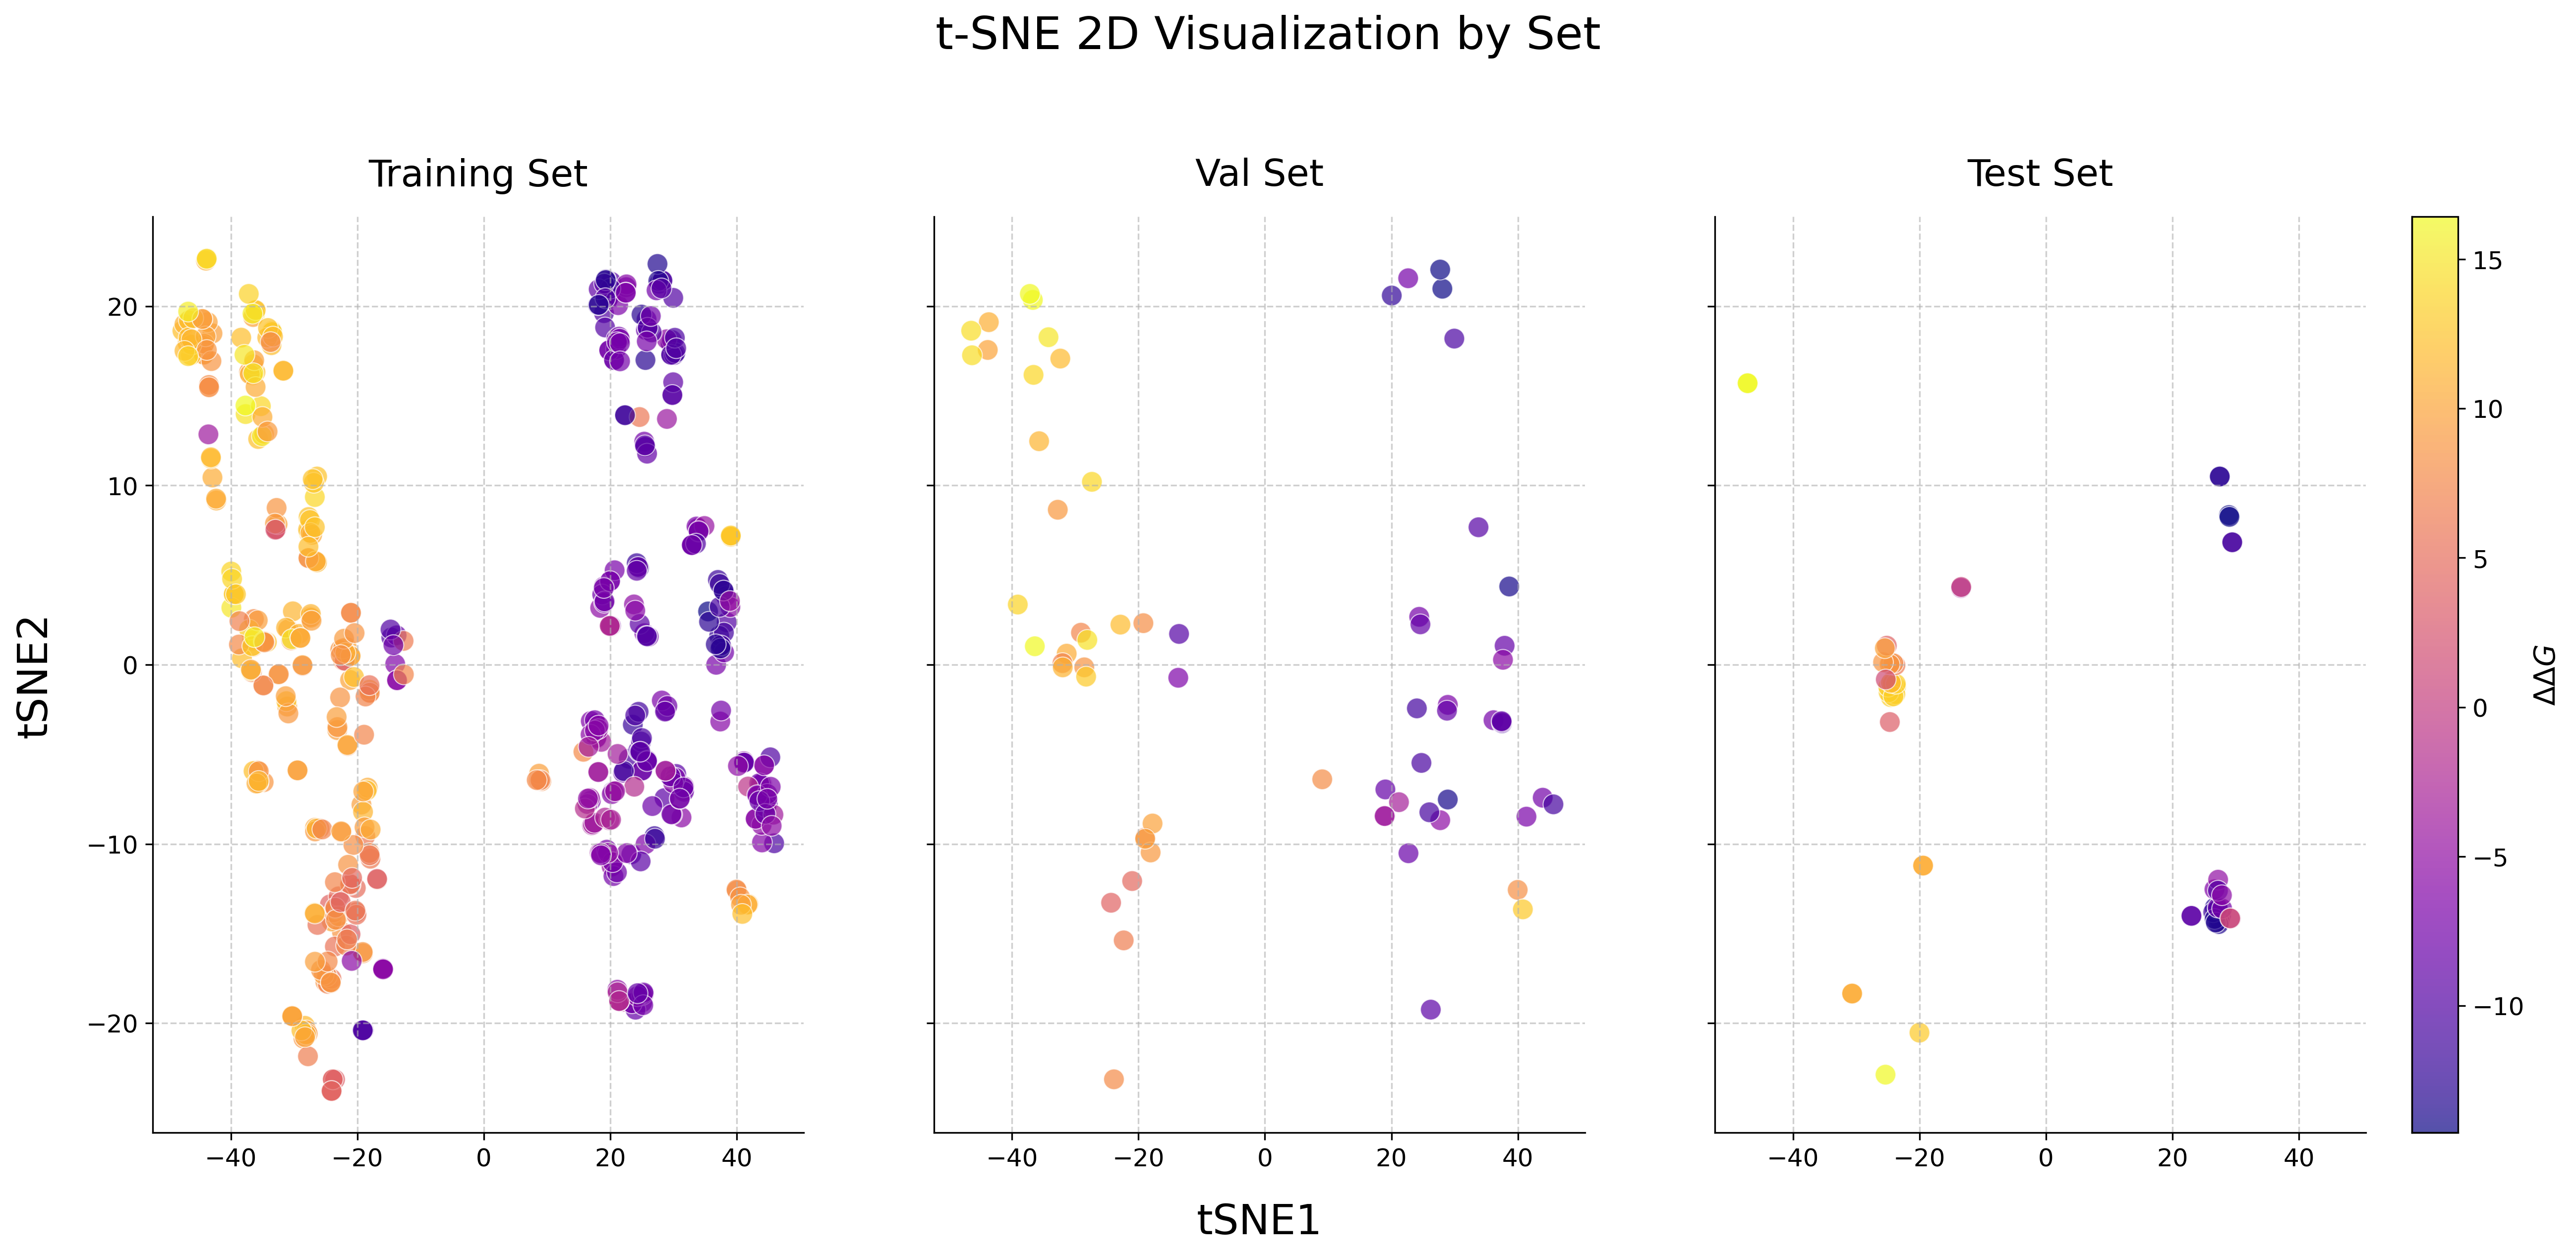 t-SNE 2D Visualization by Set
Training Set
Val Set
Test Set
tSNE2
20
10
0
−10
−20
−40 −20 0 20 40
−40 −20 0 20 40
−40 −20 0 20 40
tSNE1
15
10
5
0
−5
−10
ΔΔG